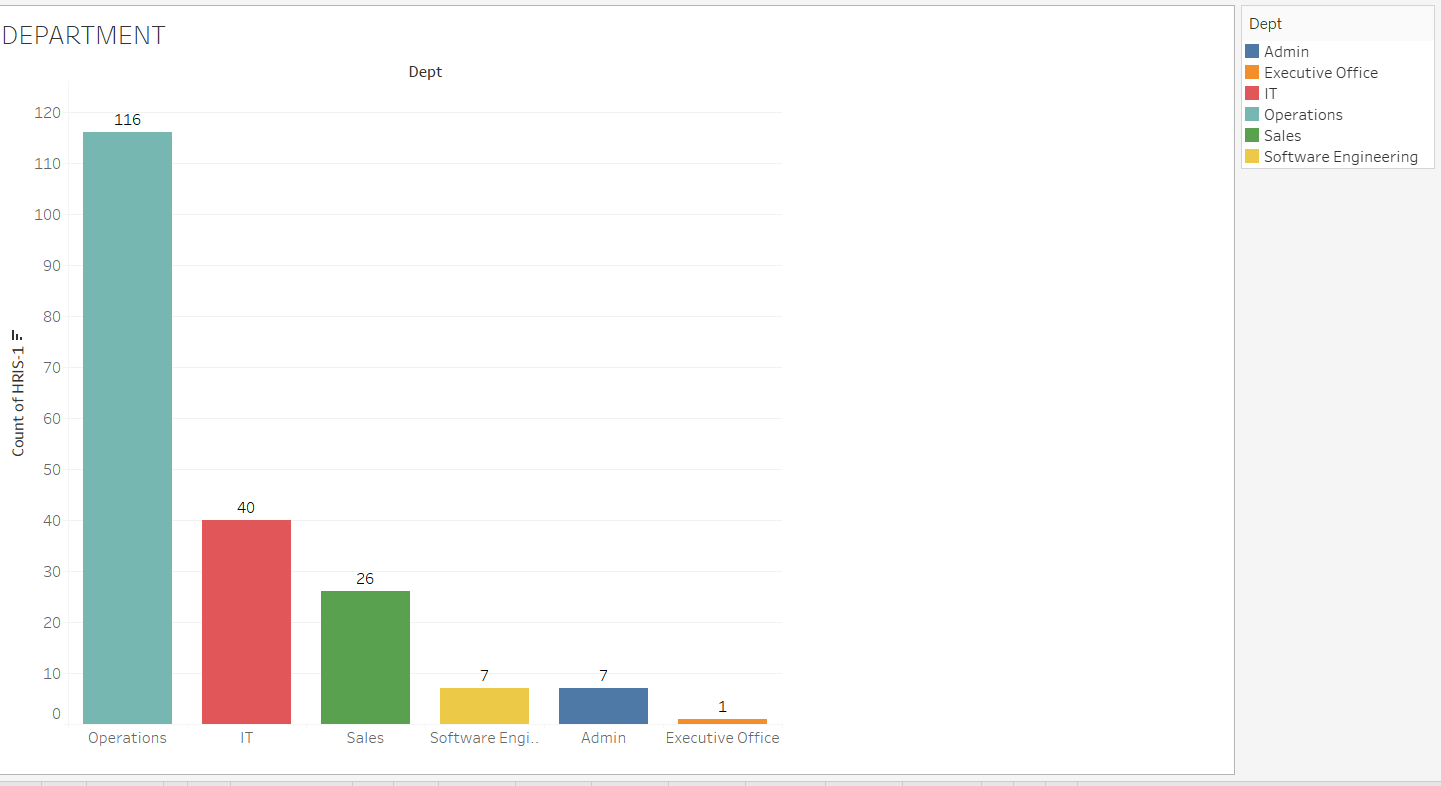 DEPARTMENT
Dept
120
110
100
90
80
70
60
50
40
30
20
10
0
Count of HRIS-1
116
40
26
7
7
1
Operations
IT
Sales
Software Engi..
Admin
Executive Office
Dept
Admin
Executive Office
IT
Operations
Sales
Software Engineering